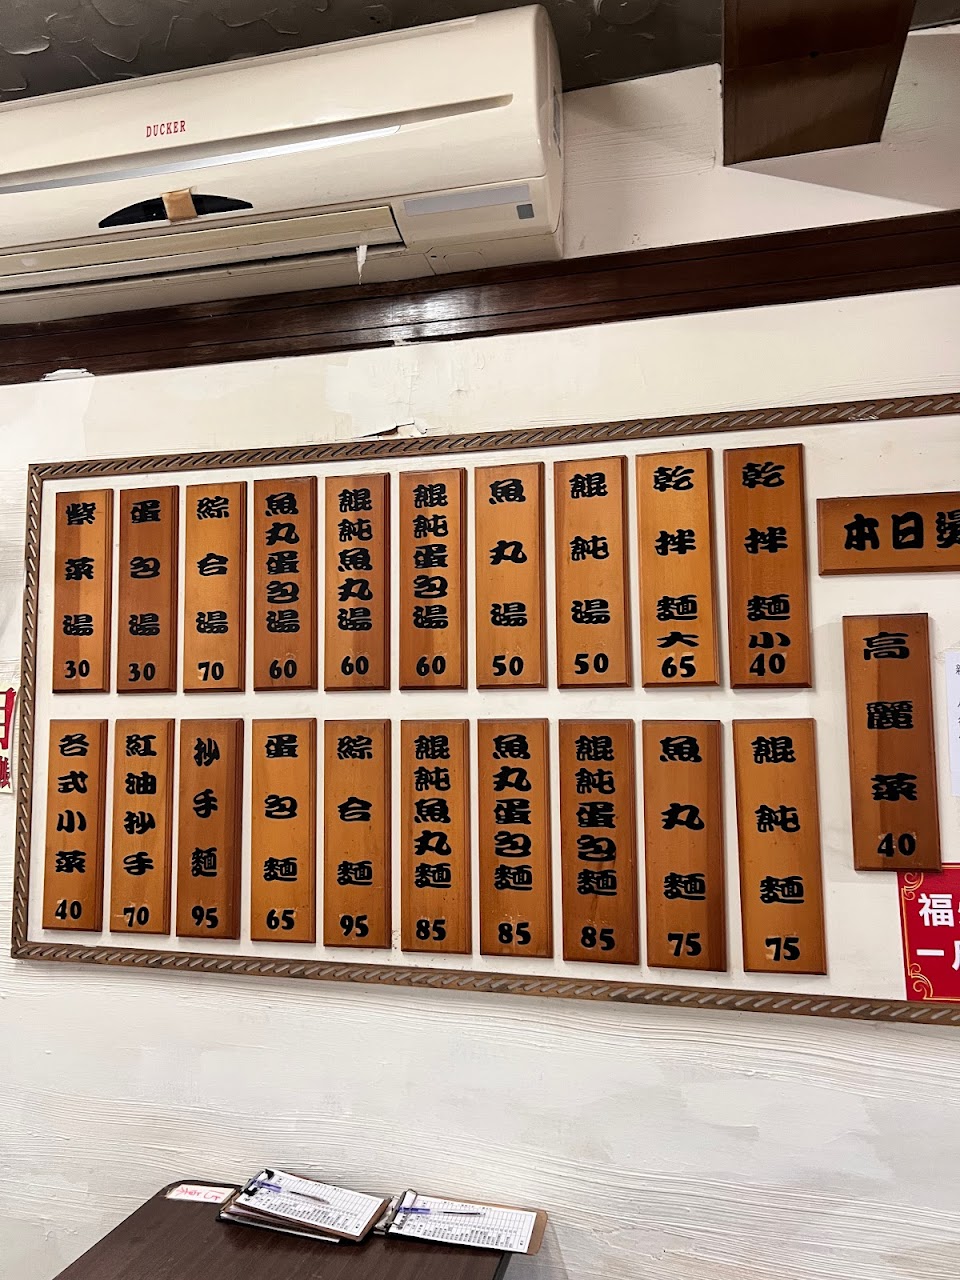 DUCKER
乾拌麵小 40
乾拌麵大 65
餛飩湯 50
魚丸湯 50
餛飩蛋包湯 60
餛飩魚丸湯 60
魚丸蛋包湯 60
綜合湯 70
蛋包湯 30
紫菜湯 30
餛飩麵 75
魚丸麵 75
餛飩蛋包麵 85
魚丸蛋包麵 85
餛飩魚丸麵 85
綜合麵 95
蛋包麵 65
抄手麵 95
紅油抄手 70
各式小菜 40
本日湯
高麗菜 40
福
一